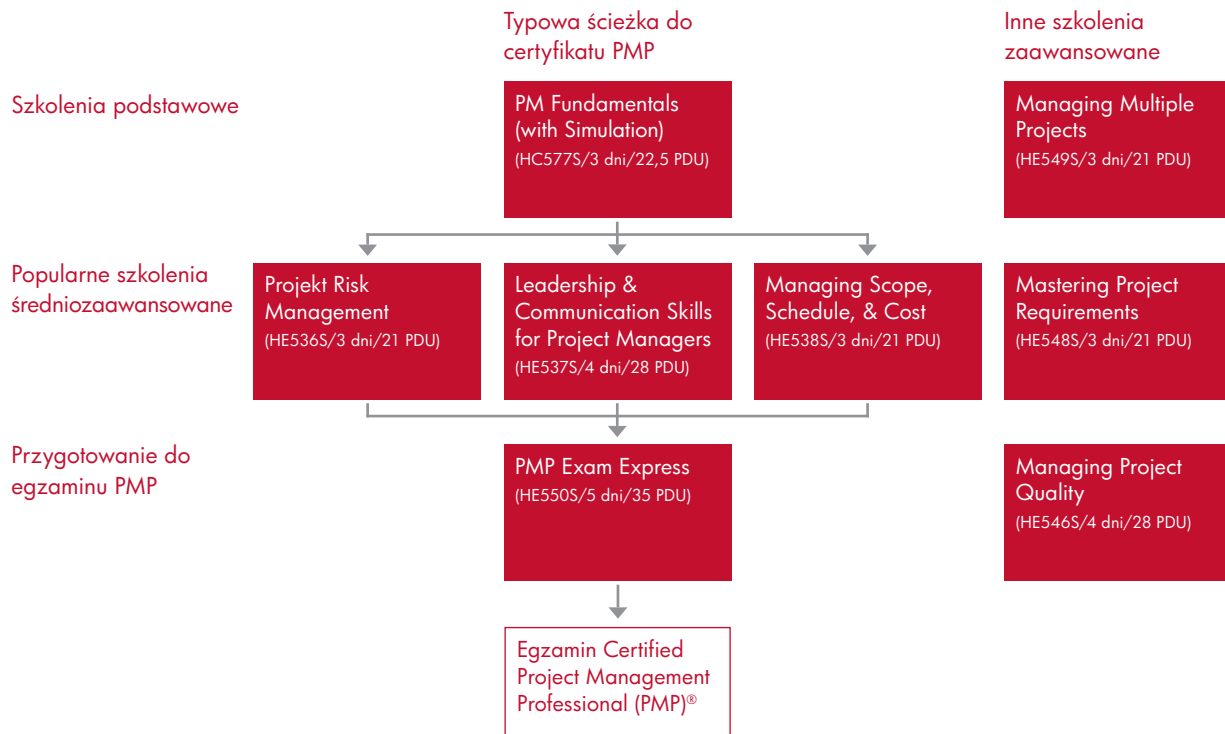 Typowa ścieżka do
certyfikatu PMP
Inne szkolenia
zaawansowane
Szkolenia podstawowe
PM Fundamentals
(with Simulation)
(HC577S/3 dni/22,5 PDU)
Managing Multiple
Projects
(HE549S/3 dni/21 PDU)
Popularne szkolenia
średniozaawansowane
Projekt Risk
Management
(HE536S/3 dni/21 PDU)
Leadership &
Communication Skills
for Project Managers
(HE537S/4 dni/28 PDU)
Managing Scope,
Schedule, & Cost
(HE538S/3 dni/21 PDU)
Mastering Project
Requirements
(HE548S/3 dni/21 PDU)
Przygotowanie do
egzaminu PMP
PMP Exam Express
(HE550S/5 dni/35 PDU)
Managing Project
Quality
(HE546S/4 dni/28 PDU)
Egzamin Certified
Project Management
Professional (PMP)®